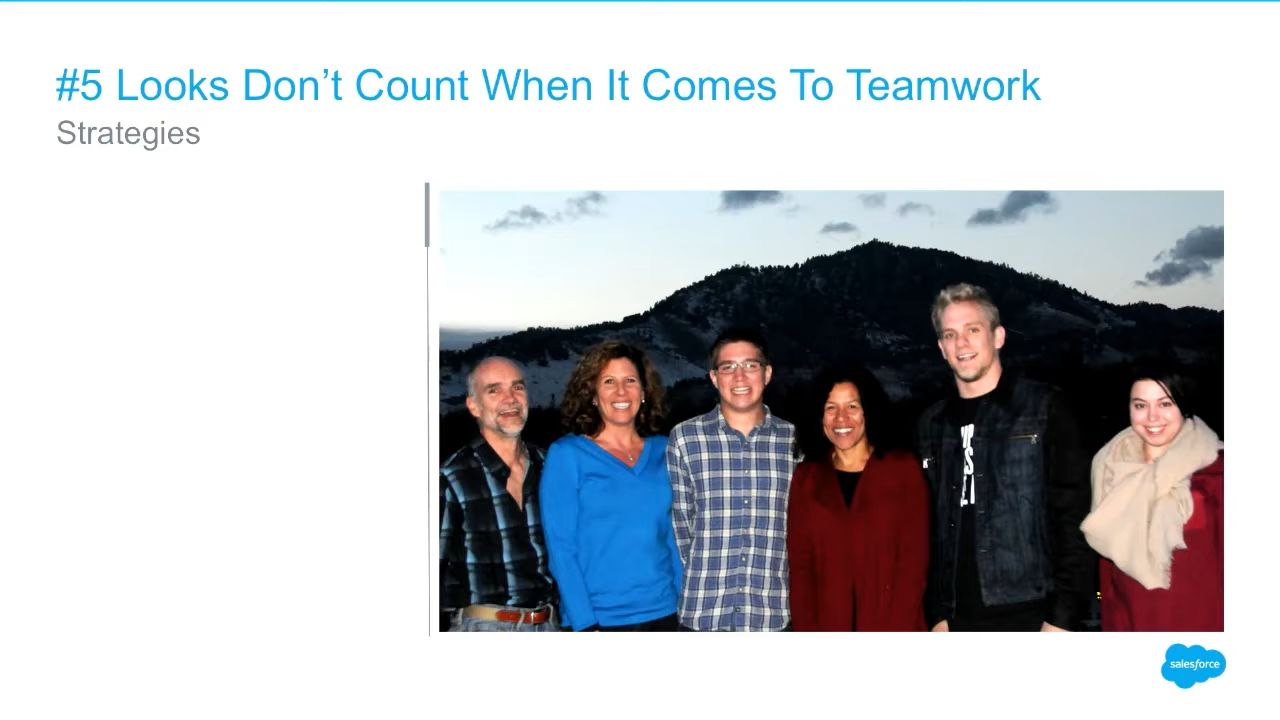 #5 Looks Don’t Count When It Comes To Teamwork
Strategies
salesforce